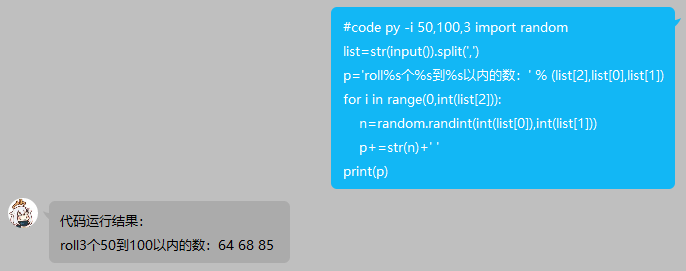 #code py -i 50,100,3 import random
list=str(input()).split(',')
p='roll%s个%s到%s以内的数：' % (list[2],list[0],list[1])
for i in range(0,int(list[2])):
    n=random.randint(int(list[0]),int(list[1]))
    p+=str(n)+' '
print(p)
代码运行结果：
roll3个50到100以内的数：64 68 85